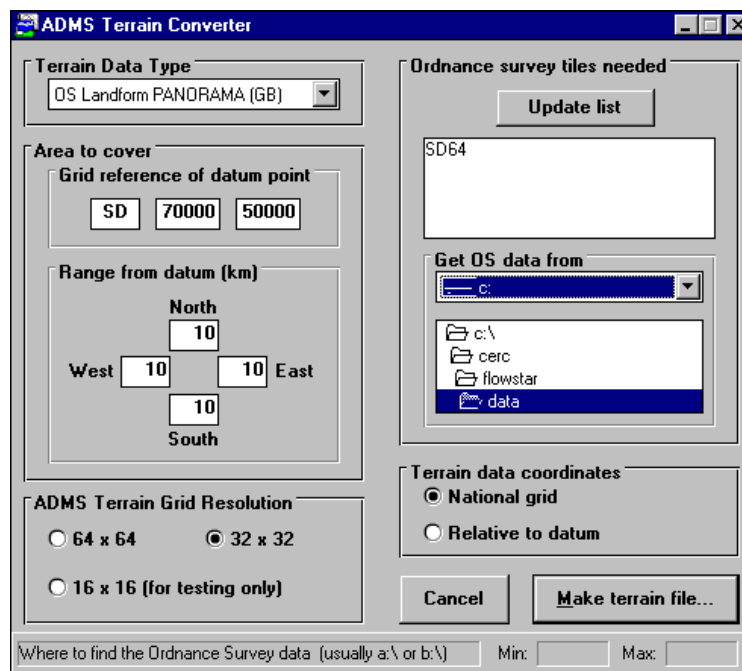 ADMS Terrain Converter
Terrain Data Type
OS Landform PANORAMA (GB)
Area to cover
Grid reference of datum point
SD 70000 50000
Range from datum (km)
North
10
West 10 10 East
10
South
ADMS Terrain Grid Resolution
64 x 64 32 x 32
16 x 16 (for testing only)
Ordnance survey tiles needed
Update list
SD64
Get OS data from
c:
c:\
cerc
flowstar
data
Terrain data coordinates
National grid
Relative to datum
Cancel Make terrain file...
Where to find the Ordnance Survey data (usually a:\ or b:\) Min: Max: